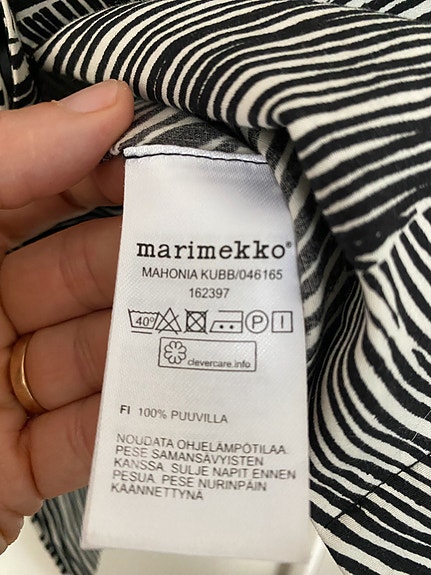 marimekko®
MAHONIA KUBB/046165
162397
40°
P
clevercare.info
FI 100% PUUVILLA
NOUDATA OHJELÄMPÖTILAA.
PESE SAMANSÄVYISTEN
KANSSA. SULJE NAPIT ENNEN
PESUA. PESE NURINPÄIN
KÄÄNNETTYNÄ